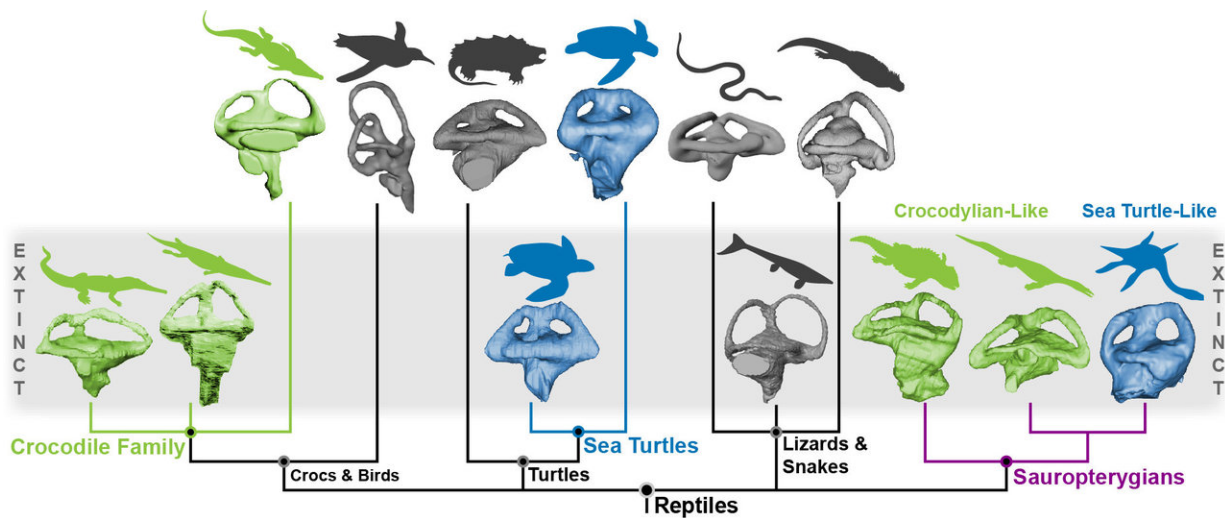 Crocodylian-Like
Sea Turtle-Like
EXTINCT
EXTINCT
Crocodile Family
Sea Turtles
Lizards &
Snakes
Crocs & Birds
Turtles
Sauropterygians
Reptiles